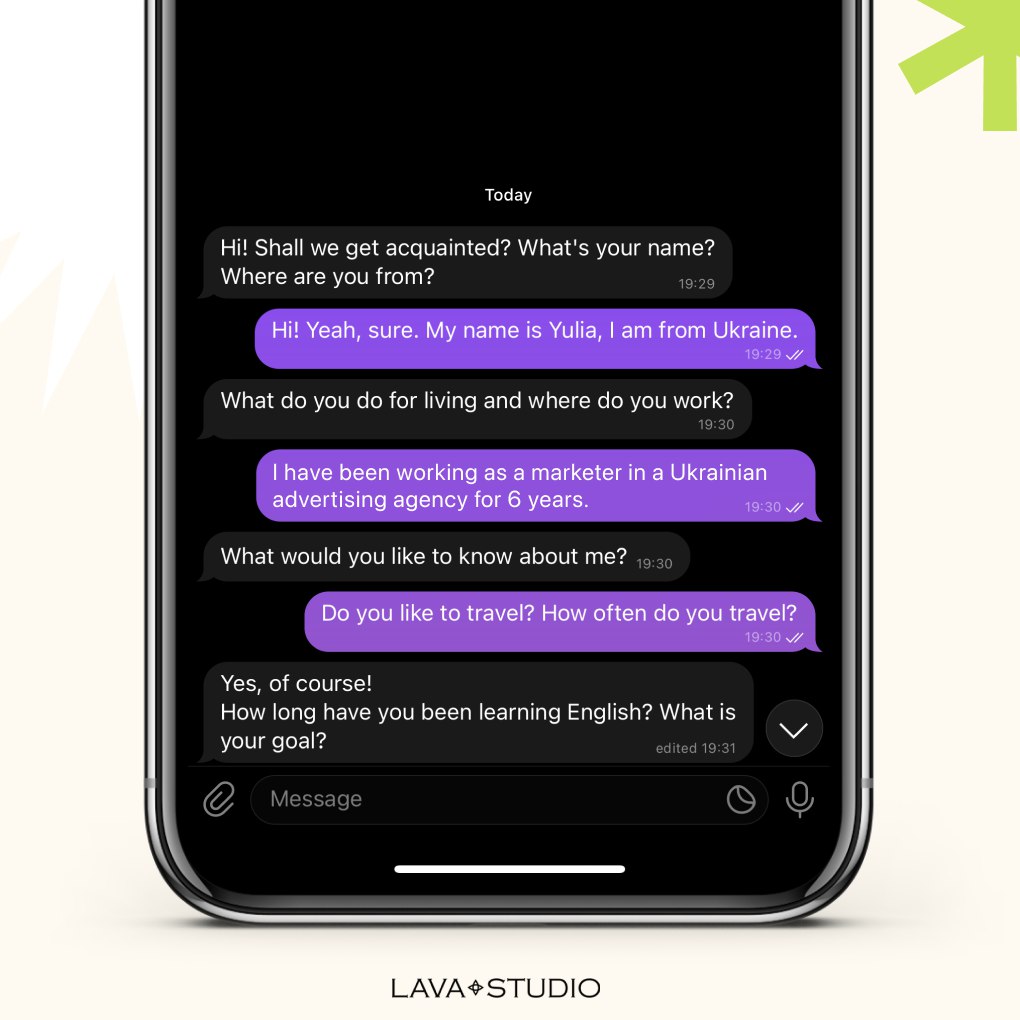 Today
Hi! Shall we get acquainted? What's your name?
Where are you from?
19:29
Hi! Yeah, sure. My name is Yulia, I am from Ukraine.
19:29
What do you do for living and where do you work?
19:30
I have been working as a marketer in a Ukrainian
advertising agency for 6 years.
19:30
What would you like to know about me? 19:30
Do you like to travel? How often do you travel?
19:30
Yes, of course!
How long have you been learning English? What is
your goal?
edited 19:31
Message
LAVA STUDIO